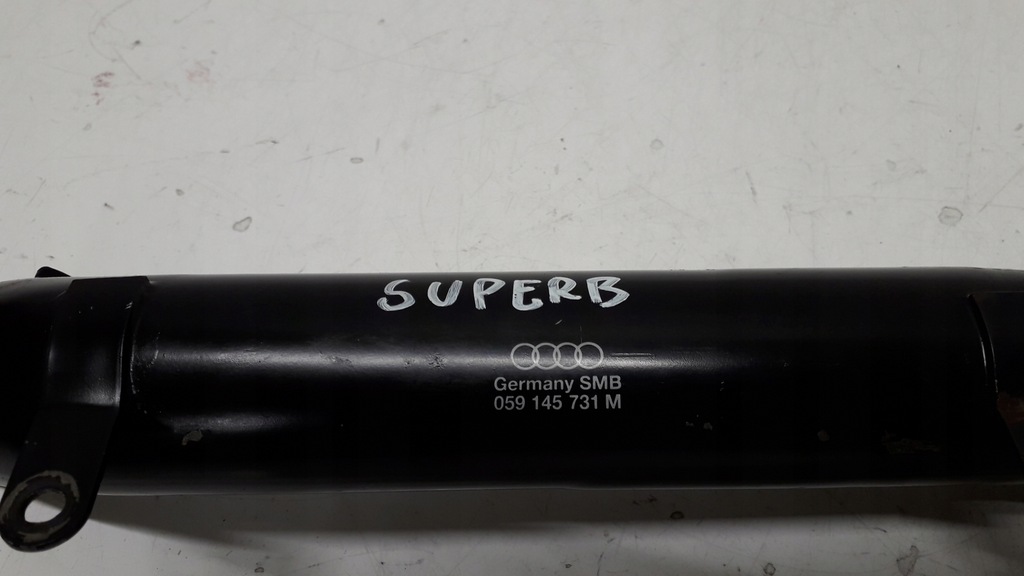 SUPERB
Germany SMB
059 145 731 M